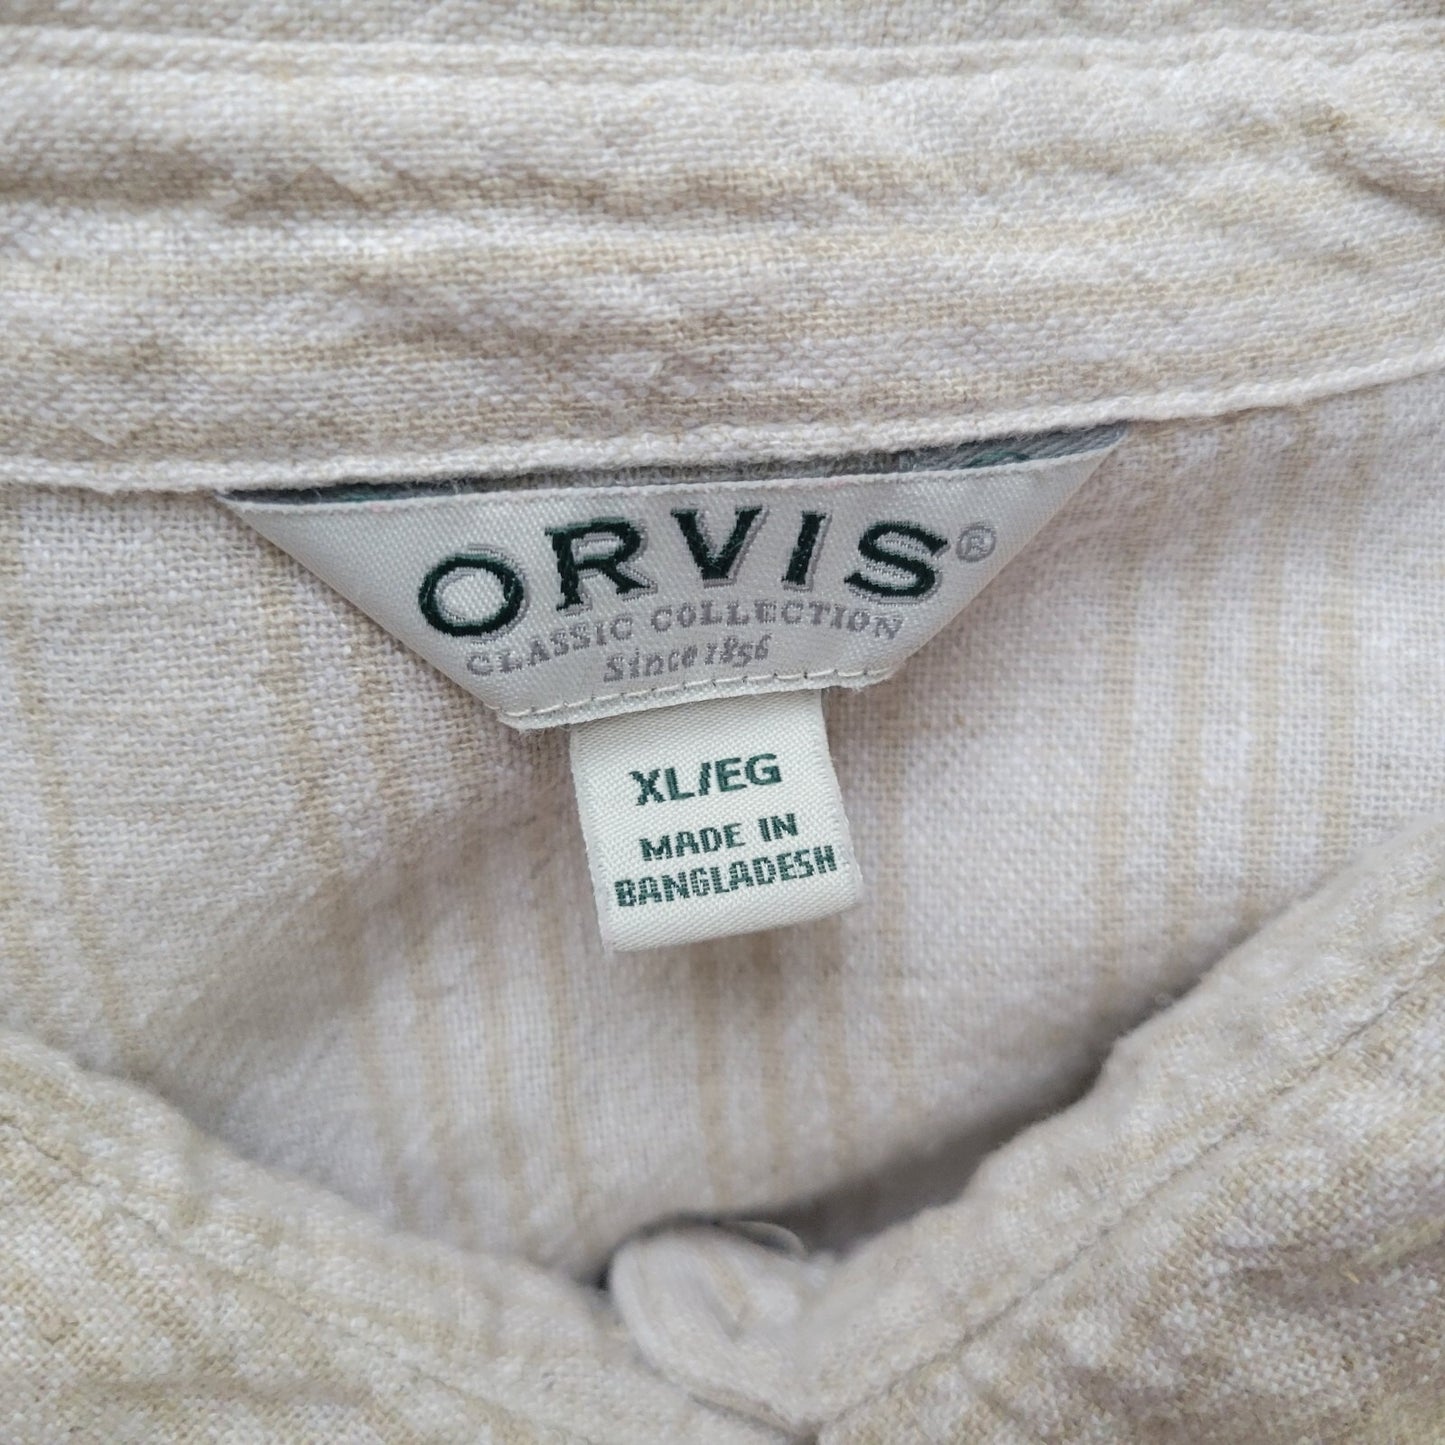 ORVIS®
CLASSIC COLLECTION
Since 1856
XL/EG
MADE IN
BANGLADESH